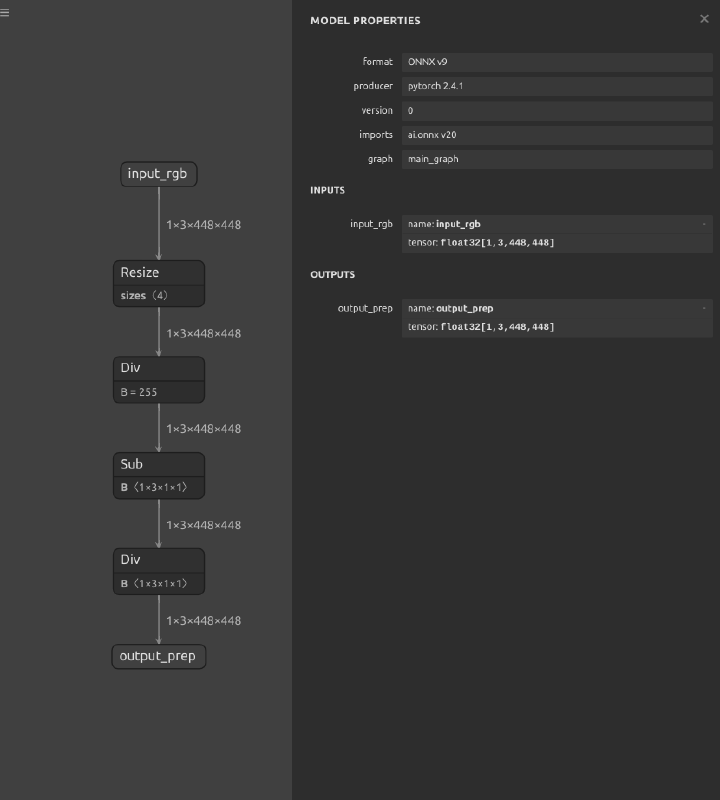 input_rgb
1×3×448×448
Resize
sizes 〈4〉
1×3×448×448
Div
B = 255
1×3×448×448
Sub
B 〈1×3×1×1〉
1×3×448×448
Div
B 〈1×3×1×1〉
1×3×448×448
output_prep
MODEL PROPERTIES
format ONNX v9
producer pytorch 2.4.1
version 0
imports ai.onnx v20
graph main_graph
INPUTS
input_rgb name: input_rgb -
tensor: float32[1,3,448,448]
OUTPUTS
output_prep name: output_prep -
tensor: float32[1,3,448,448]